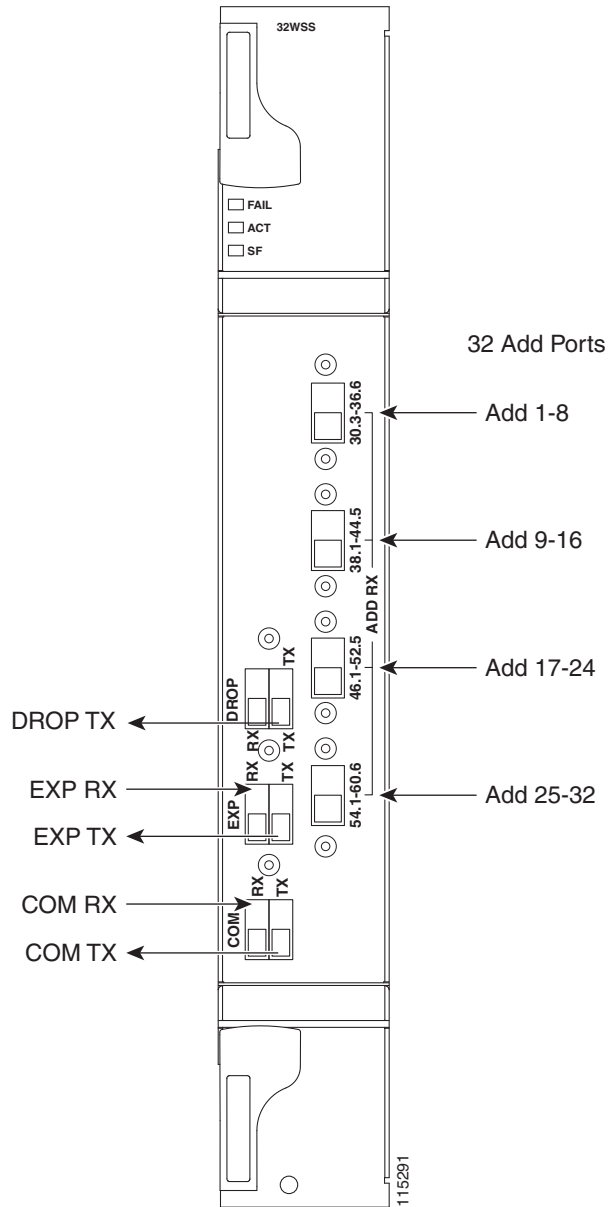 32WSS
FAIL
ACT
SF
32 Add Ports
30.3-36.6
Add 1-8
38.1-44.5
Add 9-16
ADD RX
46.1-52.5
Add 17-24
TX
DROP
DROP TX
RX
TX
RX
TX
EXP
54.1-60.6
Add 25-32
EXP RX
EXP TX
RX
TX
COM
COM RX
COM TX
115291